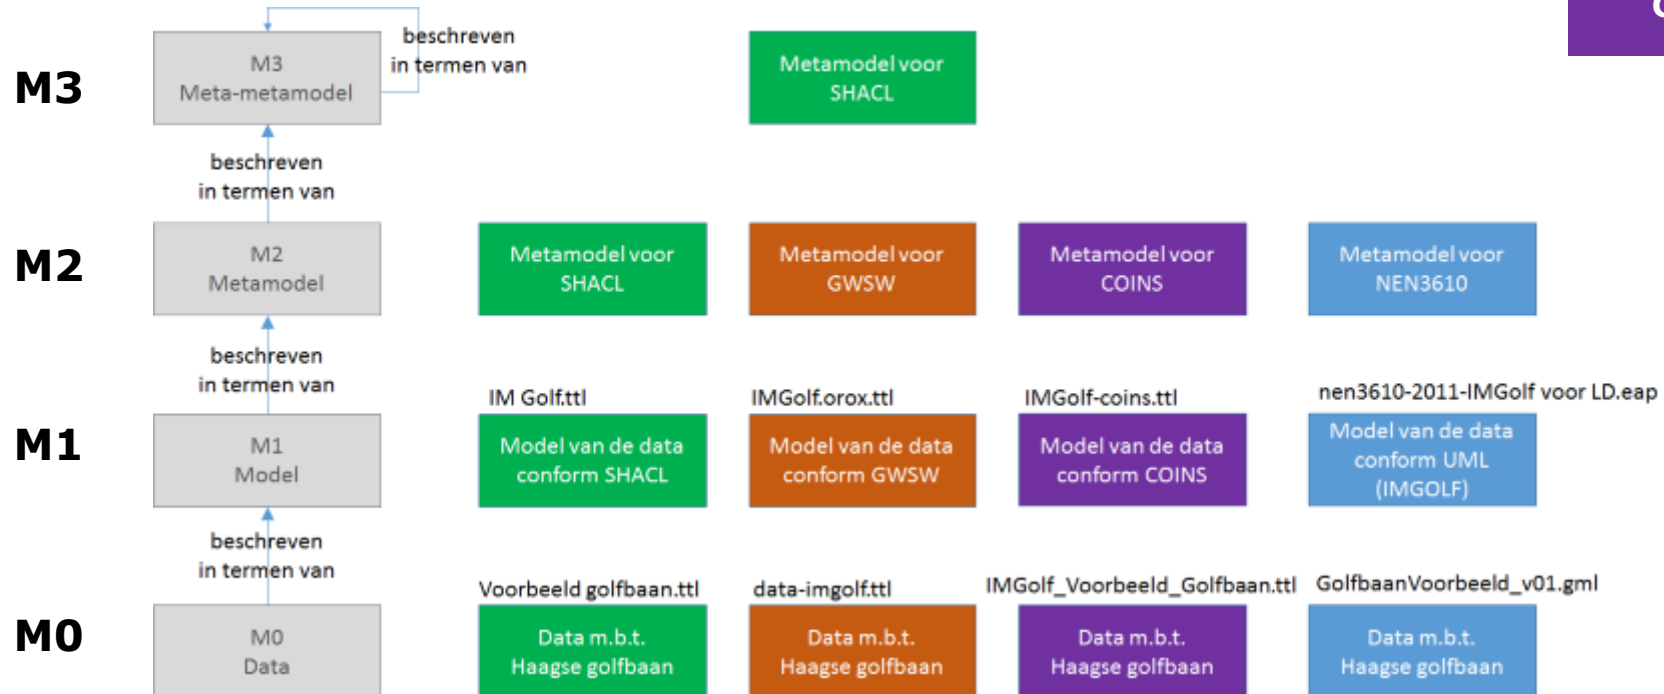 M3
M3
Meta-metamodel
beschreven
in termen van
Metamodel voor
SHACL
beschreven
in termen van
M2
M2
Metamodel
Metamodel voor
SHACL
Metamodel voor
GWSW
Metamodel voor
COINS
Metamodel voor
NEN3610
beschreven
in termen van
M1
M1
Model
IM Golf.ttl
Model van de data
conform SHACL
IMGolf.orox.ttl
Model van de data
conform GWSW
IMGolf-coins.ttl
Model van de data
conform COINS
nen3610-2011-IMGolf voor LD.eap
Model van de data
conform UML
(IMGOLF)
beschreven
in termen van
M0
M0
Data
Voorbeeld golfbaan.ttl
Data m.b.t.
Haagse golfbaan
data-imgolf.ttl
Data m.b.t.
Haagse golfbaan
IMGolf_Voorbeeld_Golfbaan.ttl
Data m.b.t.
Haagse golfbaan
GolfbaanVoorbeeld_v01.gml
Data m.b.t.
Haagse golfbaan